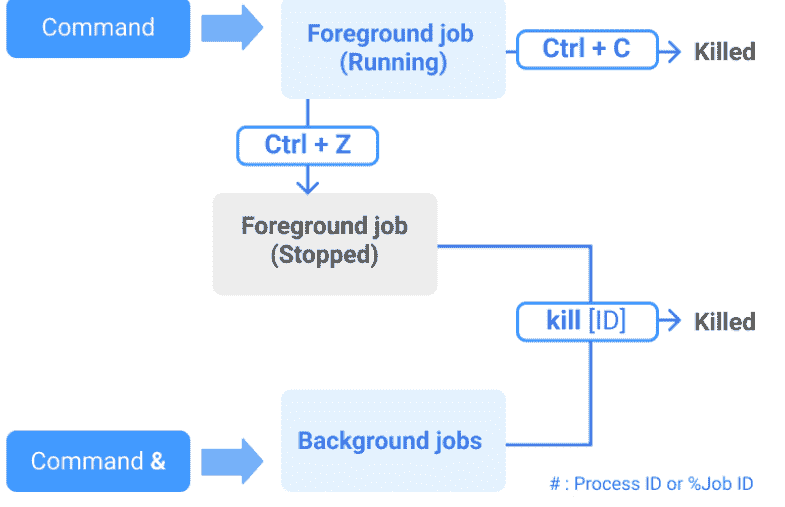 Command
Foreground job
(Running)
Ctrl + C
Killed
Ctrl + Z
Foreground job
(Stopped)
kill [ID]
Killed
Background jobs
Command &
# : Process ID or %Job ID